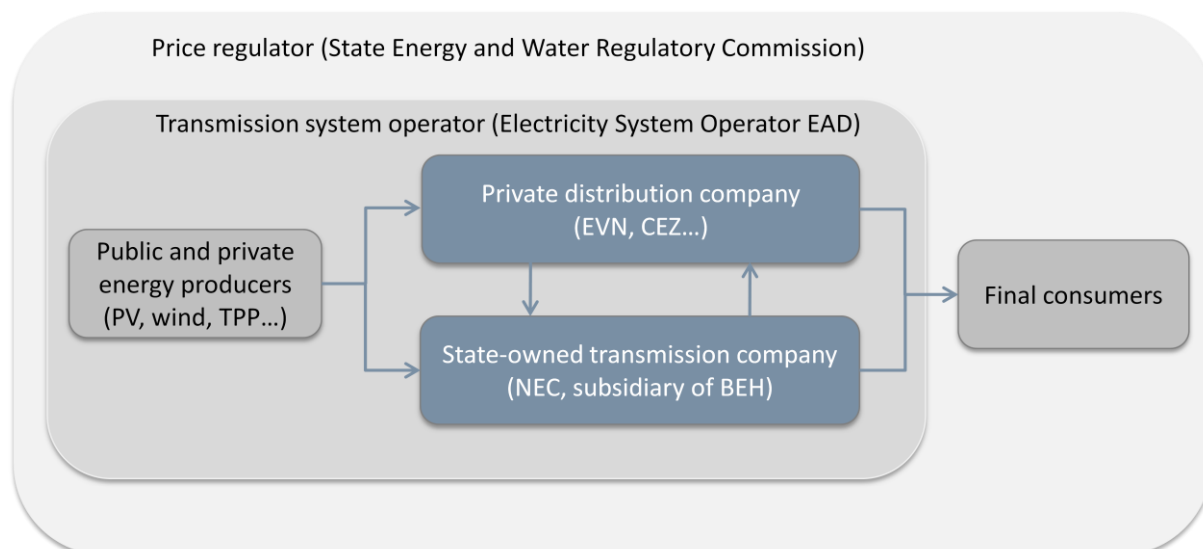 Price regulator (State Energy and Water Regulatory Commission)
Transmission system operator (Electricity System Operator EAD)
Private distribution company
(EVN, CEZ…)
Public and private
energy producers
(PV, wind, TPP…)
Final consumers
State-owned transmission company
(NEC, subsidiary of BEH)